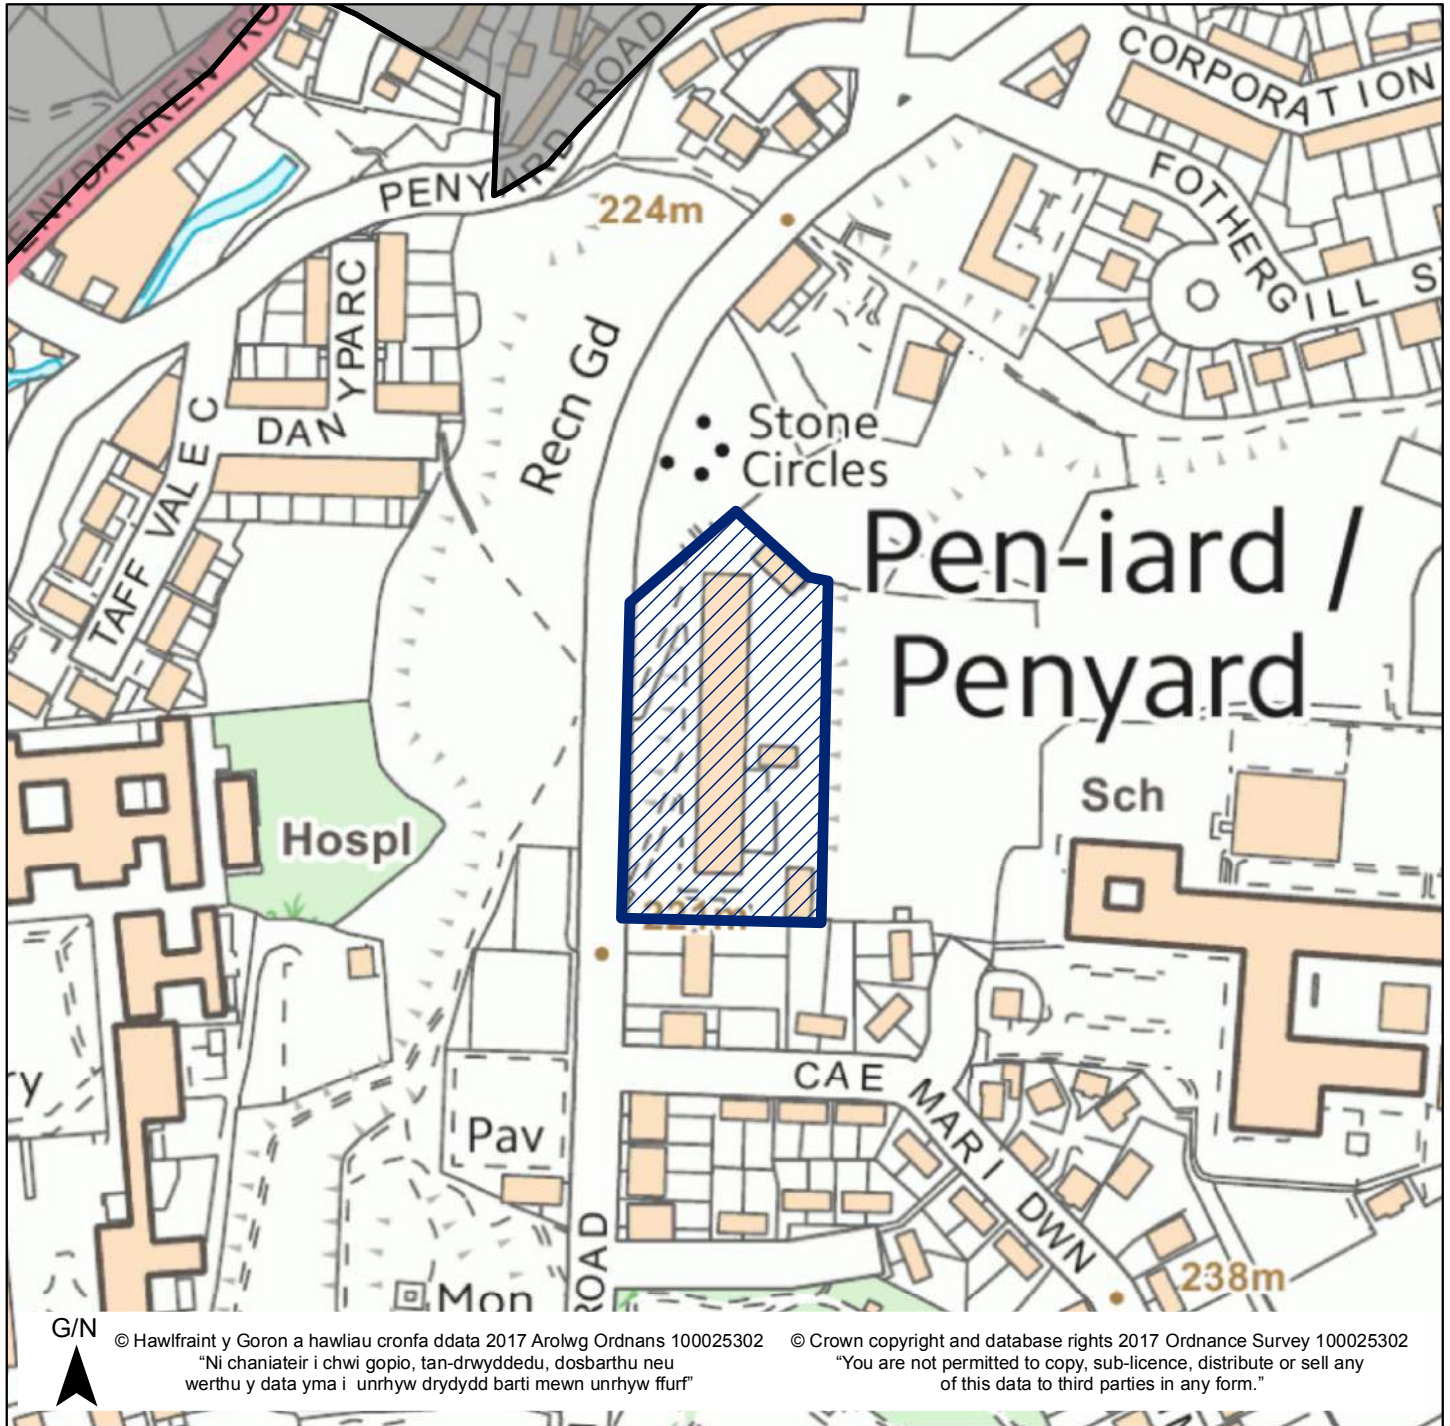 CORPORATION
PENYARD ROAD
FOTHERGILL S
224m
DAN YPARC
Recn Gd
Stone
Circles
TAFF VALE C
Pen-iard /
Penyard
Sch
Hospl
221m
CAE MARI DWN
Pav
ROAD
238m
Mon
G/N
© Hawlfraint y Goron a hawliau cronfa ddata 2017 Arolwg Ordnans 100025302
“Ni chaniateir i chwi gopio, tan-drwyddedu, dosbarthu neu
werthu y data yma i unrhyw drydydd barti mewn unrhyw ffurf”
© Crown copyright and database rights 2017 Ordnance Survey 100025302
“You are not permitted to copy, sub-licence, distribute or sell any
of this data to third parties in any form.”